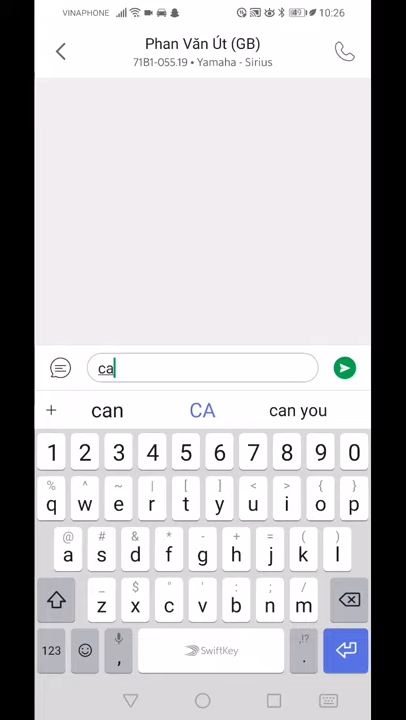 VINAPHONE 49 10:26
Phan Văn Út (GB)
71B1-055.19 • Yamaha - Sirius
ca
+ can CA can you
1 2 3 4 5 6 7 8 9 0
% ^ ~ | [ ] < > { }
q w e r t y u i o p
@ # & * - + = ( )
a s d f g h j k l
_ $ " ' : ; /
z x c v b n m
,!?
123 , SwiftKey .